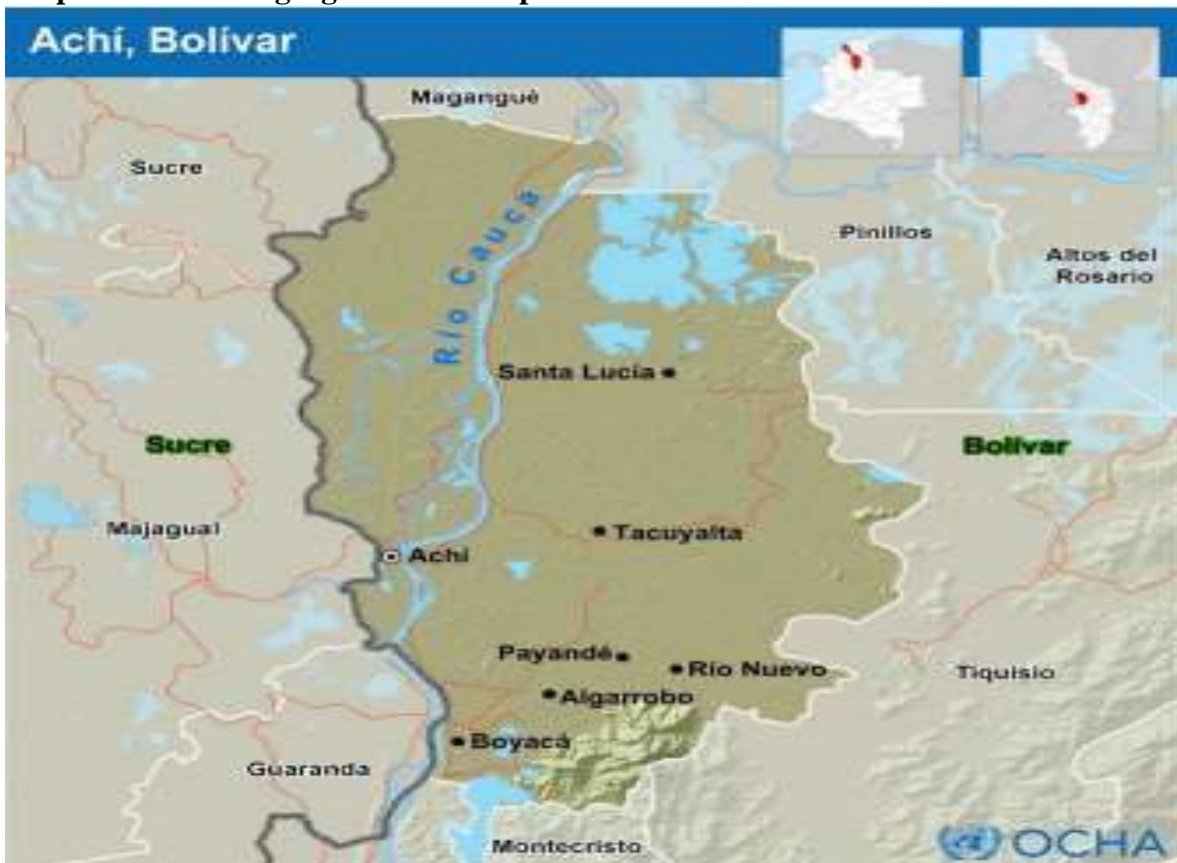 Achí, Bolívar
Magangué
Sucre
Río Cauca
Pinillos
Altos del
Rosario
Santa Lucía
Sucre
Bolívar
Majagual
Tacuyalta
Achí
Payandé
Río Nuevo
Tiquisio
Algarrobo
Boyacá
Guaranda
Montecristo
OCHA